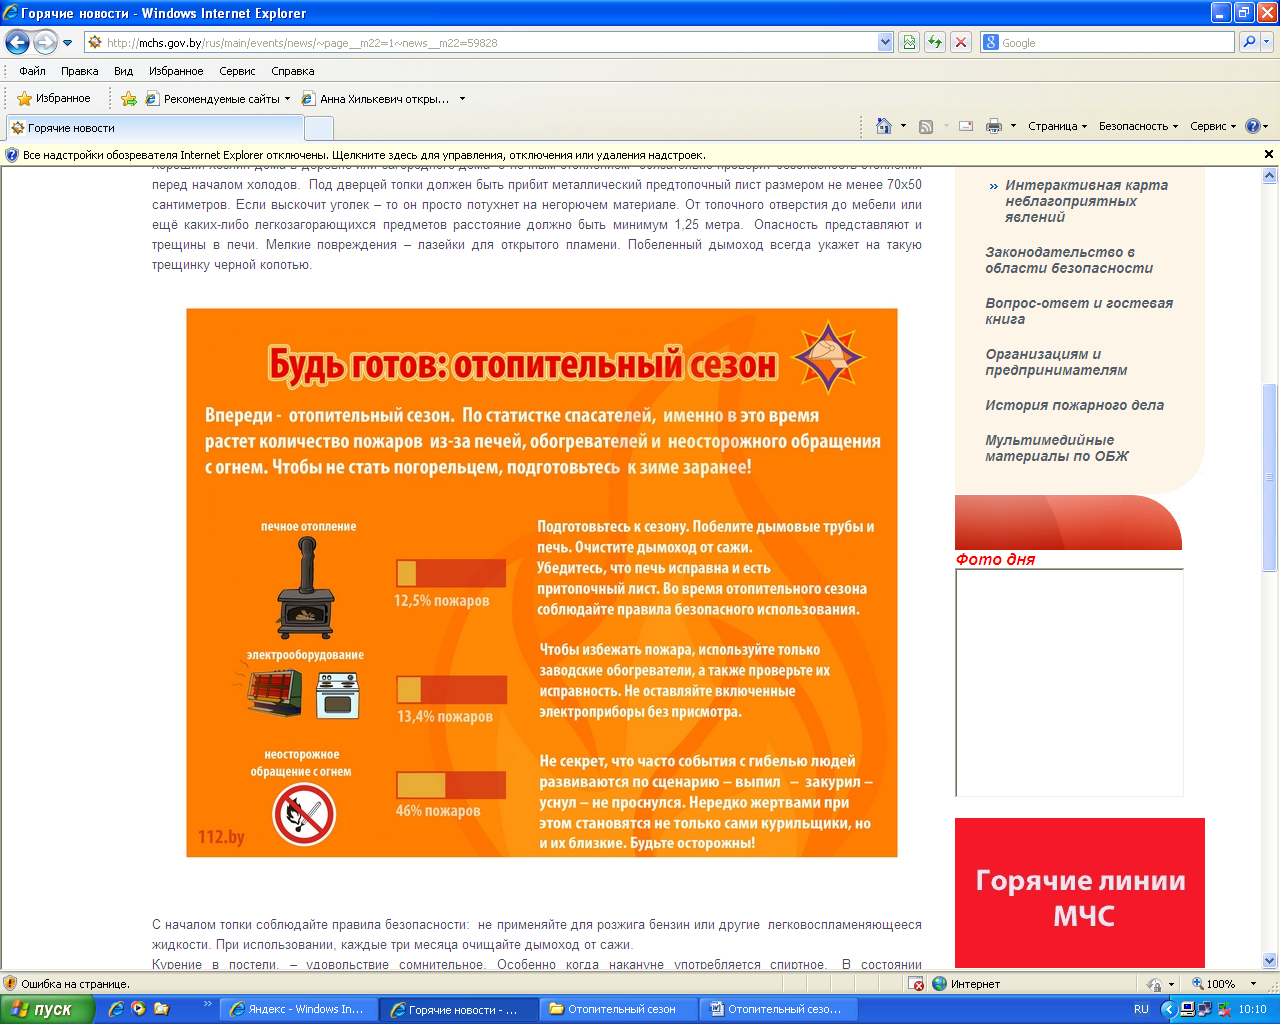 Горячие новости - Windows Internet Explorer
http://mchs.gov.by/rus/main/events/news/~page__m22=1~news__m22=59828
Google
Файл Правка Вид Избранное Сервис Справка
Избранное Рекомендуемые сайты Анна Хилькевич откры...
Горячие новости
Страница Безопасность Сервис
Все надстройки обозревателя Internet Explorer отключены. Щелкните здесь для управления, отключения или удаления надстроек.
перед началом холодов. Под дверцей топки должен быть прибит металлический предтопочный лист размером не менее 70х50
сантиметров. Если выскочит уголек – то он просто потухнет на негорючем материале. От топочного отверстия до мебели или
ещё каких-либо легкозагорающихся предметов расстояние должно быть минимум 1,25 метра. Опасность представляют и
трещины в печи. Мелкие повреждения – лазейки для открытого пламени. Побеленный дымоход всегда укажет на такую
трещинку черной копотью.
Будь готов: отопительный сезон
Впереди - отопительный сезон. По статистке спасателей, именно в это время
растет количество пожаров из-за печей, обогревателей и неосторожного обращения
с огнем. Чтобы не стать погорельцем, подготовьтесь к зиме заранее!
печное отопление
12,5% пожаров
Подготовьтесь к сезону. Побелите дымовые трубы и
печь. Очистите дымоход от сажи.
Убедитесь, что печь исправна и есть
притопочный лист. Во время отопительного сезона
соблюдайте правила безопасного использования.
электрооборудование
13,4% пожаров
Чтобы избежать пожара, используйте только
заводские обогреватели, а также проверьте их
исправность. Не оставляйте включенные
электроприборы без присмотра.
неосторожное
обращение с огнем
46% пожаров
Не секрет, что часто события с гибелью людей
развиваются по сценарию – выпил – закурил –
уснул – не проснулся. Нередко жертвами при
этом становятся не только сами курильщики, но
и их близкие. Будьте осторожны!
112.by
С началом топки соблюдайте правила безопасности: не применяйте для розжига бензин или другие легковоспламеняющееся
жидкости. При использовании, каждые три месяца очищайте дымоход от сажи.
Курение в постели, – удовольствие сомнительное. Особенно когда накануне употребляется спиртное. В состоянии
Интерактивная карта
неблагоприятных
явлений
Законодательство в
области безопасности
Вопрос-ответ и гостевая
книга
Организациям и
предпринимателям
История пожарного дела
Мультимедийные
материалы по ОБЖ
Фото дня
Горячие линии
МЧС
Ошибка на странице. Интернет 100%
пуск Яндекс - Windows In... Горячие новости - ... Отопительный сезон Отопительный сезо... RU 10:10